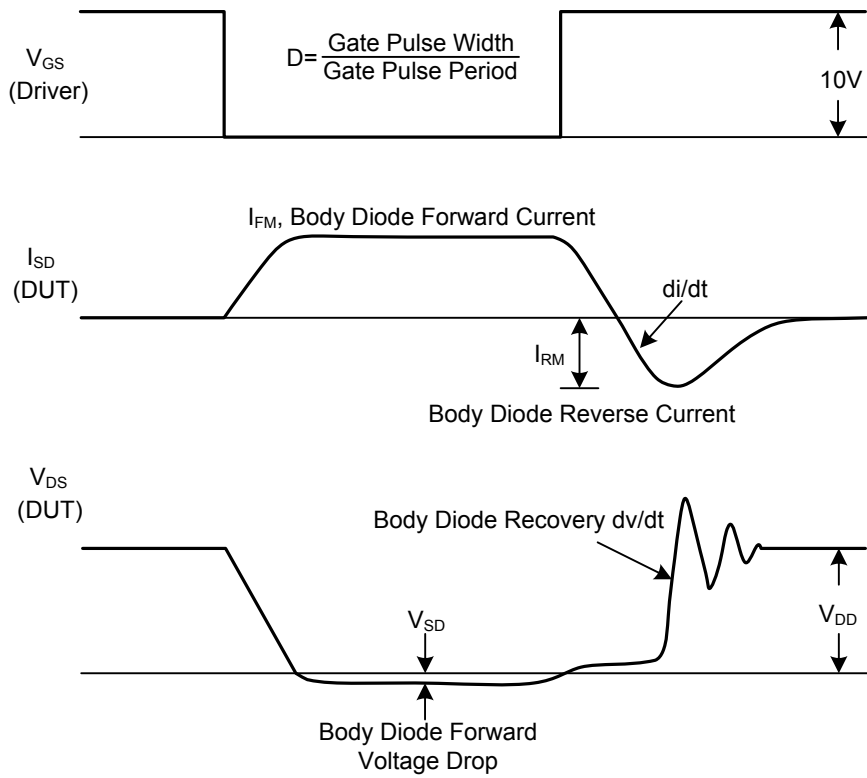 V_GS
(Driver)
D= Gate Pulse Width
Gate Pulse Period
10V
I_FM, Body Diode Forward Current
I_SD
(DUT)
di/dt
I_RM
Body Diode Reverse Current
V_DS
(DUT)
Body Diode Recovery dv/dt
V_SD
V_DD
Body Diode Forward
Voltage Drop